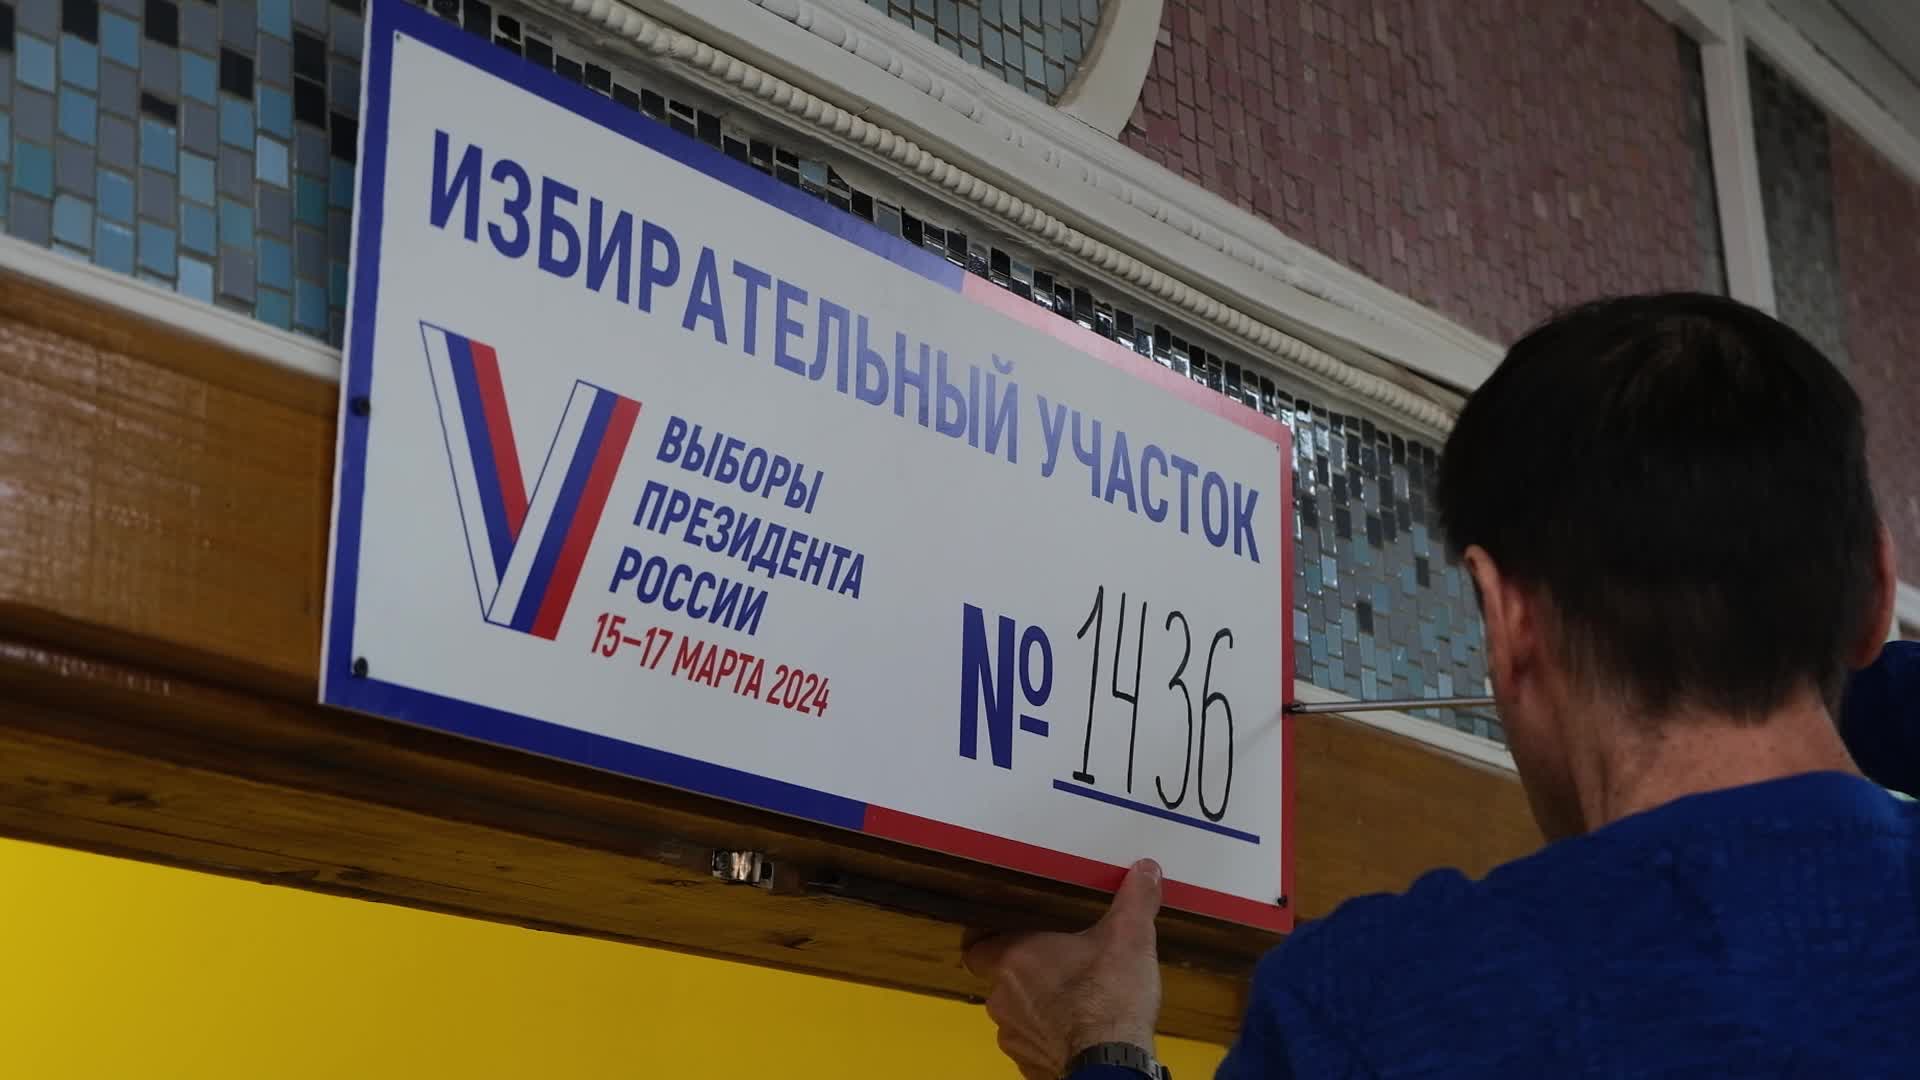 ИЗБИРАТЕЛЬНЫЙ УЧАСТОК
ВЫБОРЫ
ПРЕЗИДЕНТА
РОССИИ
15–17 МАРТА 2024
№ 1436